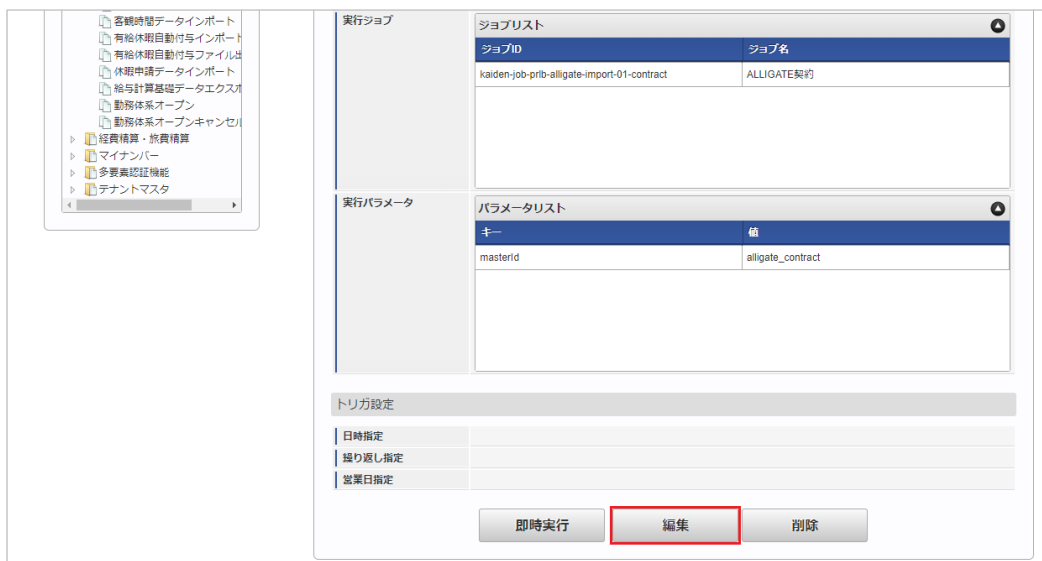 客観時間データインポート
有給休暇自動付与インポート
有給休暇自動付与ファイル出
休暇申請データインポート
給与計算基礎データエクスポ
勤務体系オープン
勤務体系オープンキャンセル
経費精算・旅費精算
マイナンバー
多要素認証機能
テナントマスタ
実行ジョブ
ジョブリスト
ジョブID ジョブ名
kaiden-job-prlb-alligate-import-01-contract ALLIGATE契約
実行パラメータ
パラメータリスト
キー 値
masterId alligate_contract
トリガ設定
日時指定
繰り返し指定
営業日指定
即時実行 編集 削除